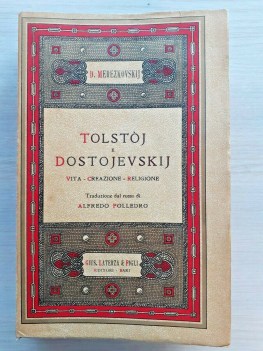 D. MEREZKOVSKIJ
TOLSTÒJ
E
DOSTOJEVSKIJ
VITA - CREAZIONE - RELIGIONE
Traduzione dal russo di
ALFREDO POLLEDRO
GIUS. LATERZA & FIGLI
EDITORI - BARI